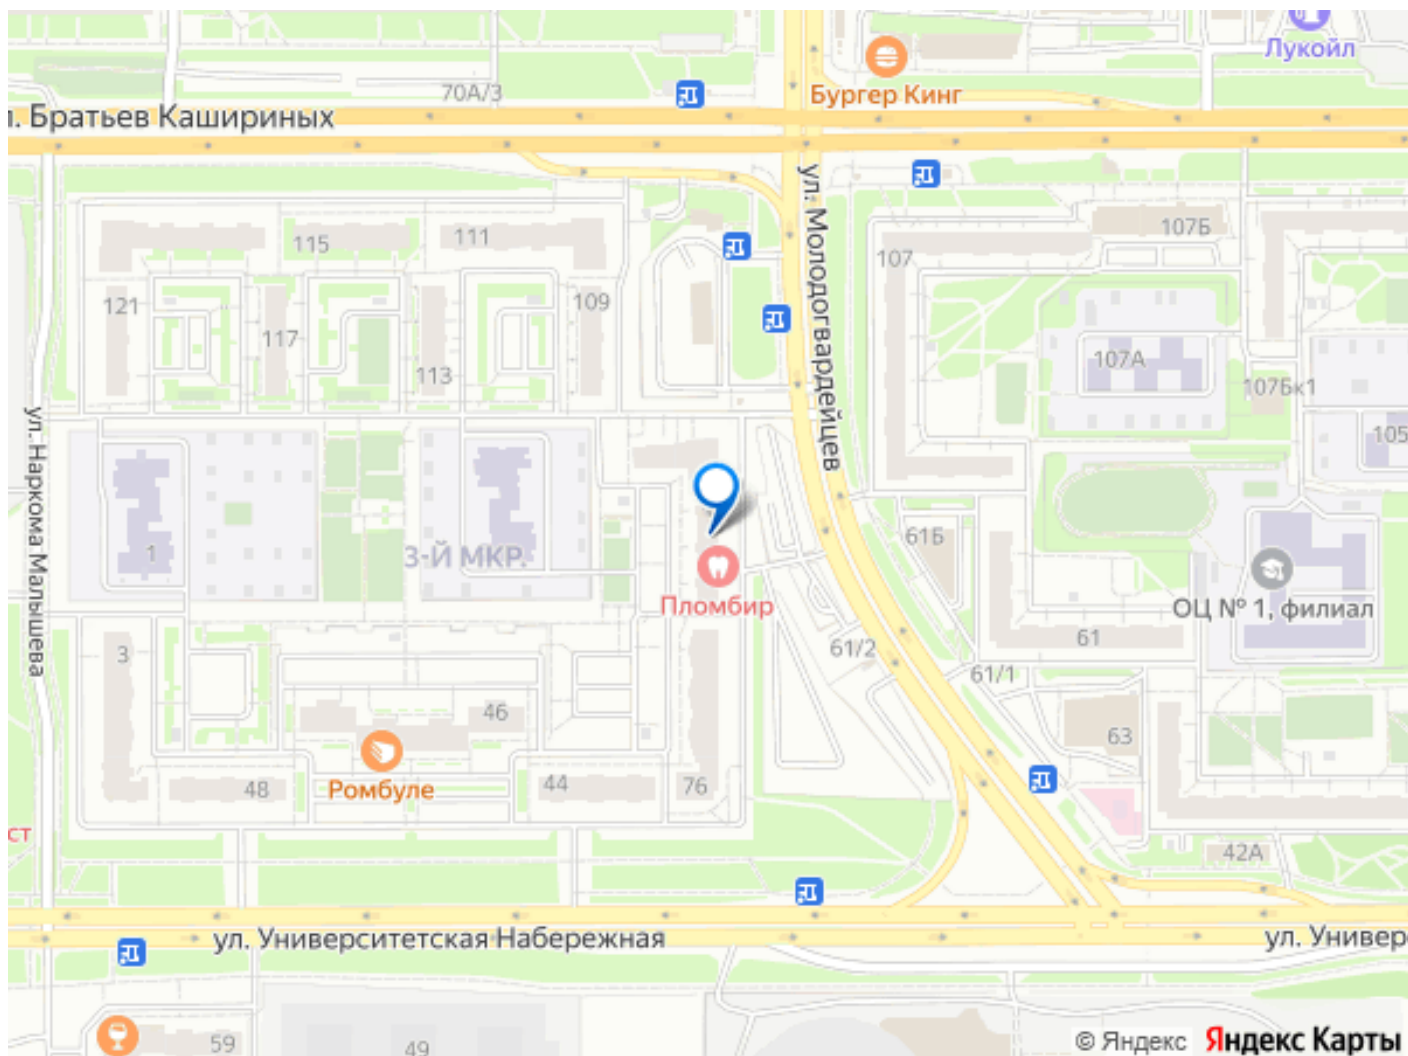 Лукойл
Бургер Кинг
70А/3
л. Братьев Кашириных
ул. Молодогвардейцев
107Б
115
111
107
121
109
117
107А
113
107Бк1
ул. Наркома Малышева
105
61Б
1
3-Й МКР.
Пломбир
ОЦ № 1, филиал
61
3
61/2
61/1
46
63
48
Ромбуле
44
76
ст
42А
ул. Университетская Набережная
ул. Универс
59
49
© Яндекс Яндекс Карты